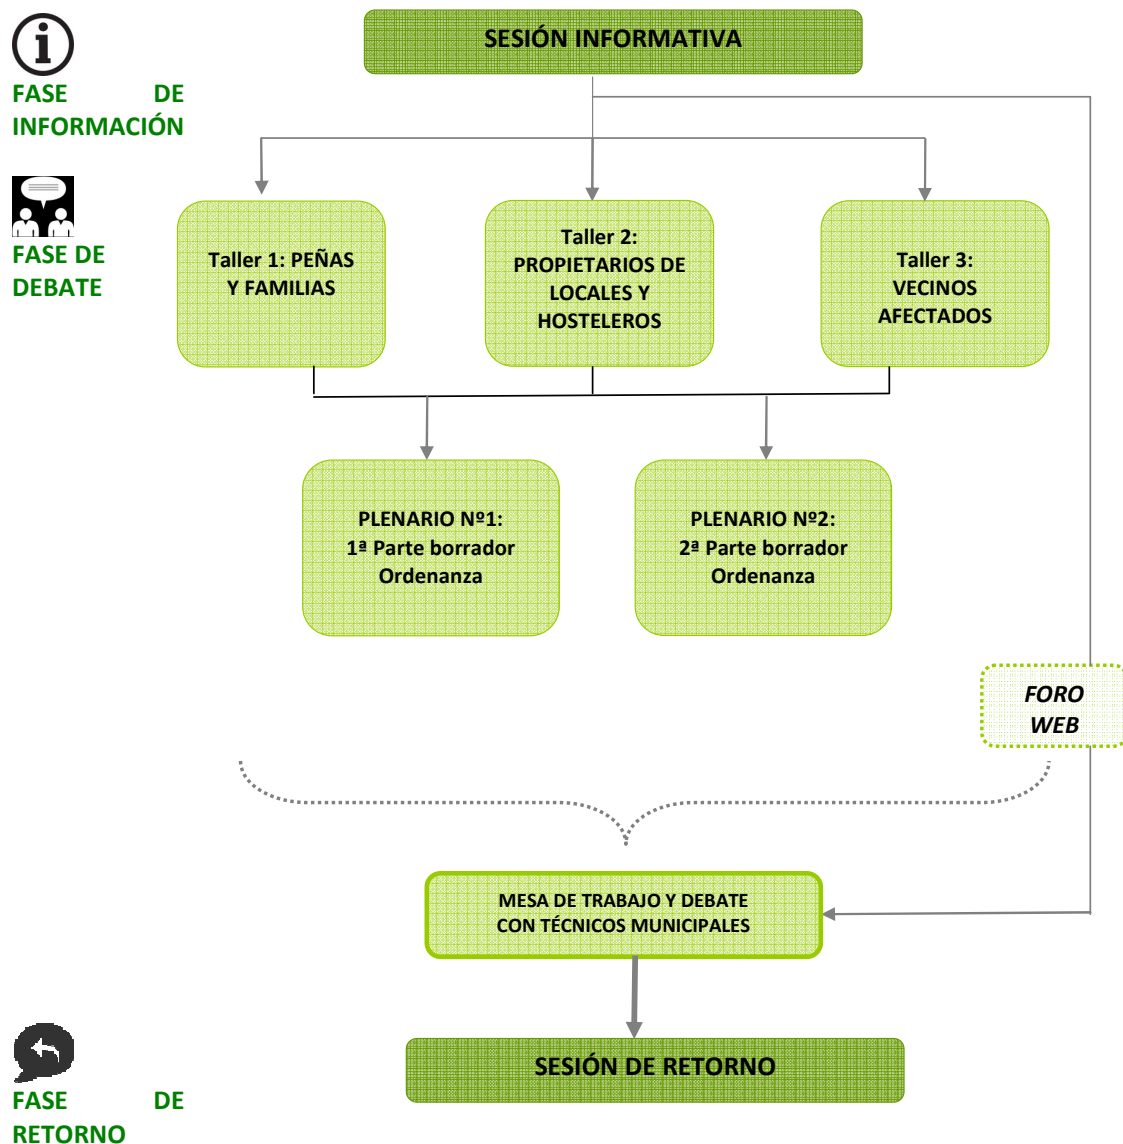 SESIÓN INFORMATIVA
FASE DE
INFORMACIÓN
FASE DE
DEBATE
Taller 1: PEÑAS
Y FAMILIAS
Taller 2:
PROPIETARIOS DE
LOCALES Y
HOSTELEROS
Taller 3:
VECINOS
AFECTADOS
PLENARIO Nº1:
1ª Parte borrador
Ordenanza
PLENARIO Nº2:
2ª Parte borrador
Ordenanza
FORO
WEB
MESA DE TRABAJO Y DEBATE
CON TÉCNICOS MUNICIPALES
SESIÓN DE RETORNO
FASE DE
RETORNO